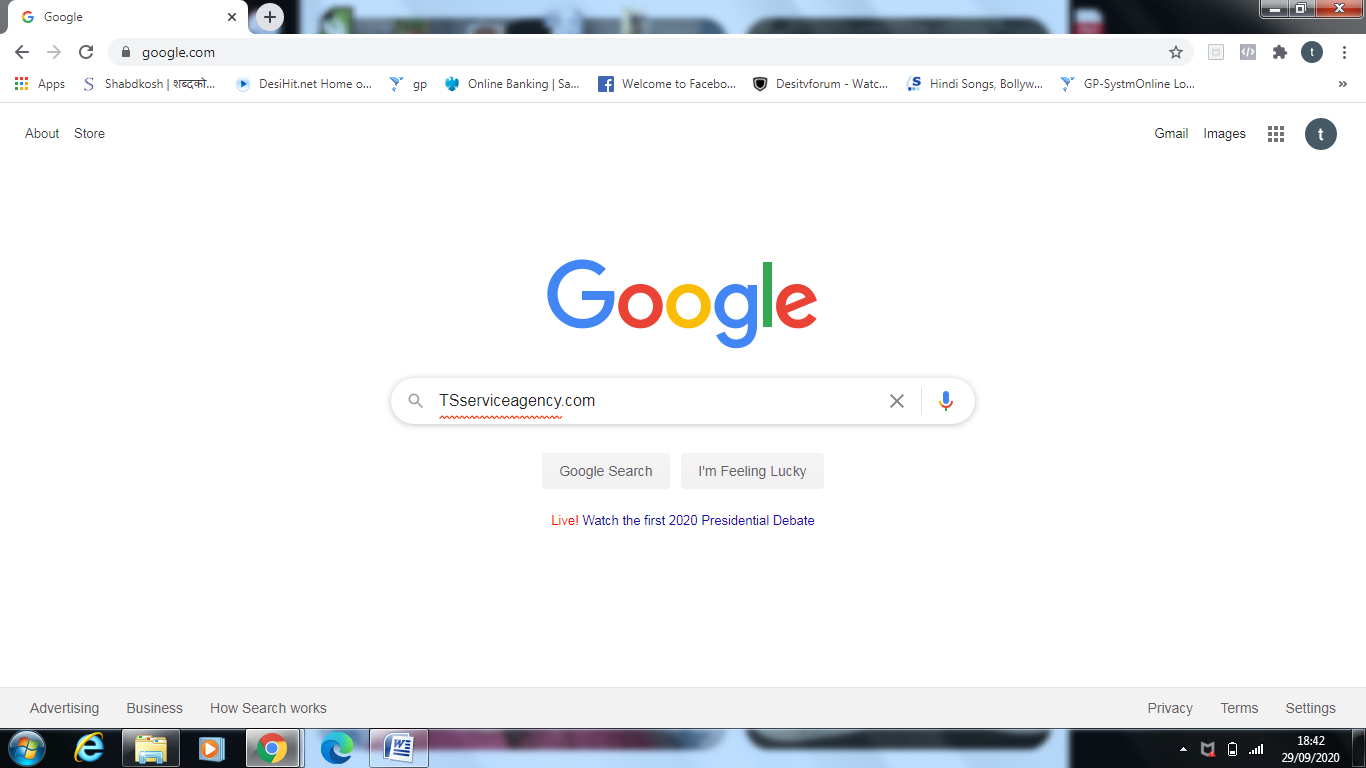 Google
google.com
t
Apps
Shabdkosh | शब्दको...
DesiHit.net Home o...
gp
Online Banking | Sa...
Welcome to Facebo...
Desitvforum - Watc...
Hindi Songs, Bollyw...
GP-SystmOnline Lo...
»
About Store
Gmail Images
t
Google
TSserviceagency.com
Google Search
I'm Feeling Lucky
Live! Watch the first 2020 Presidential Debate
Advertising Business How Search works
Privacy Terms Settings
18:42
29/09/2020